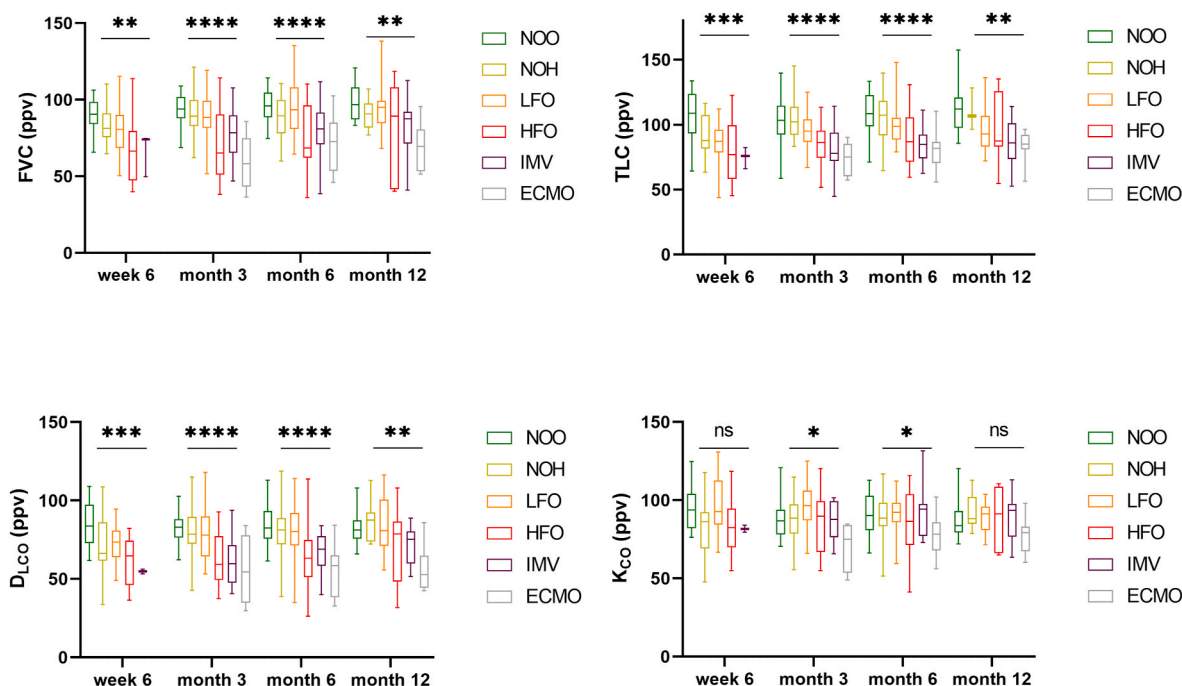 ** **** **** **
150
100
50
0
FVC (ppv)
week 6 month 3 month 6 month 12
NOO
NOH
LFO
HFO
IMV
ECMO
*** **** **** **
150
100
50
0
TLC (ppv)
week 6 month 3 month 6 month 12
NOO
NOH
LFO
HFO
IMV
ECMO
*** **** **** **
150
100
50
0
DLCO (ppv)
week 6 month 3 month 6 month 12
NOO
NOH
LFO
HFO
IMV
ECMO
ns * * ns
150
100
50
0
KCO (ppv)
week 6 month 3 month 6 month 12
NOO
NOH
LFO
HFO
IMV
ECMO